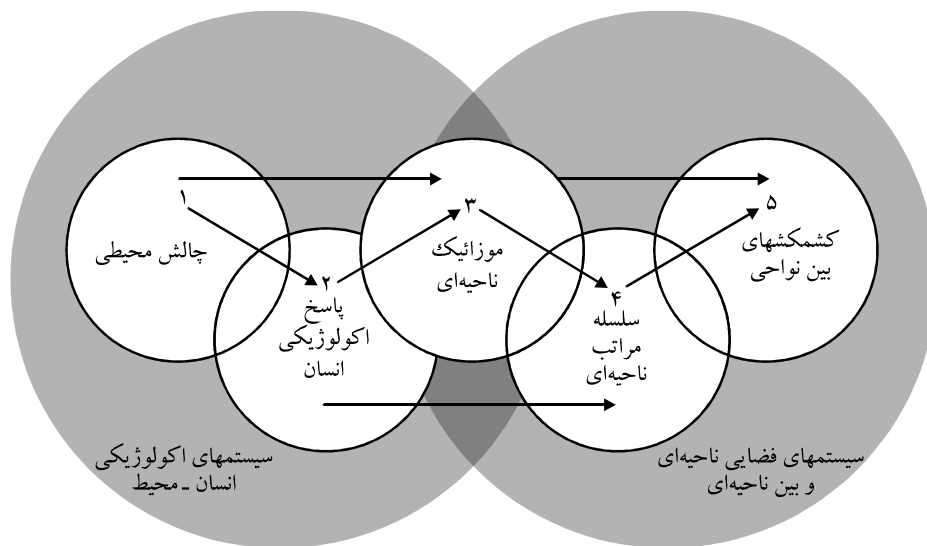 ۱
چالش محیطی
۲
پاسخ
اکولوژیکی
انسان
۳
موزائیك
ناحیه‌ای
۴
سلسله
مراتب
ناحیه‌ای
۵
کشمکشهای
بین نواحی
سیستمهای اکولوژیکی
انسان ـ محیط
سیستمهای فضایی ناحیه‌ای
و بین ناحیه‌ای